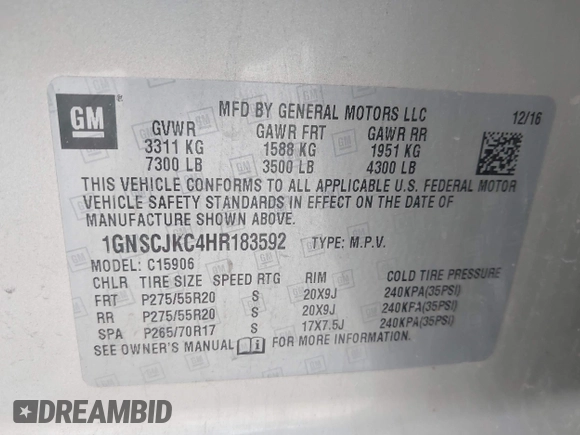 GM
MFD BY GENERAL MOTORS LLC
12/16
GVWR GAWR FRT GAWR RR
3311 KG 1588 KG 1951 KG
7300 LB 3500 LB 4300 LB
THIS VEHICLE CONFORMS TO ALL APPLICABLE U.S. FEDERAL MOTOR
VEHICLE SAFETY STANDARDS IN EFFECT ON THE DATE OF
MANUFACTURE SHOWN ABOVE.
1GNSCJKC4HR183592 TYPE: M.P.V.
MODEL: C15906
CHLR TIRE SIZE SPEED RTG RIM COLD TIRE PRESSURE
FRT P275/55R20 S 20X9J 240KPA(35PSI)
RR P275/55R20 S 20X9J 240KPA(35PSI)
SPA P265/70R17 S 17X7.5J 240KPA(35PSI)
SEE OWNER'S MANUAL FOR MORE INFORMATION.
DREAMBID